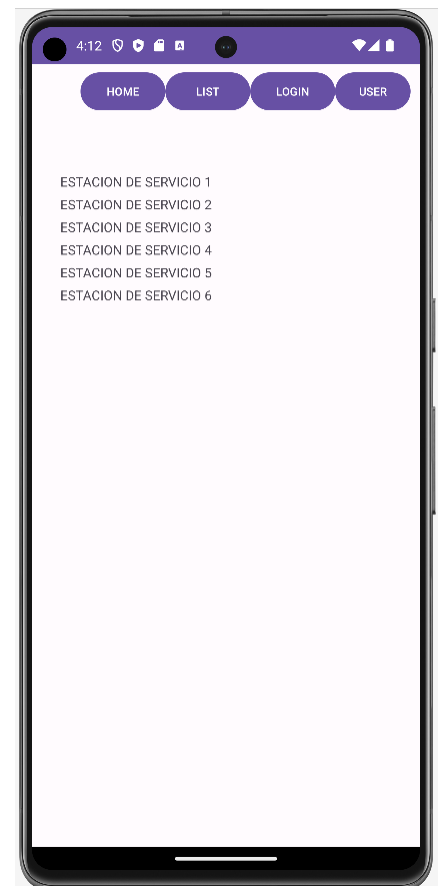 4:12 A
HOME LIST LOGIN USER
ESTACION DE SERVICIO 1
ESTACION DE SERVICIO 2
ESTACION DE SERVICIO 3
ESTACION DE SERVICIO 4
ESTACION DE SERVICIO 5
ESTACION DE SERVICIO 6